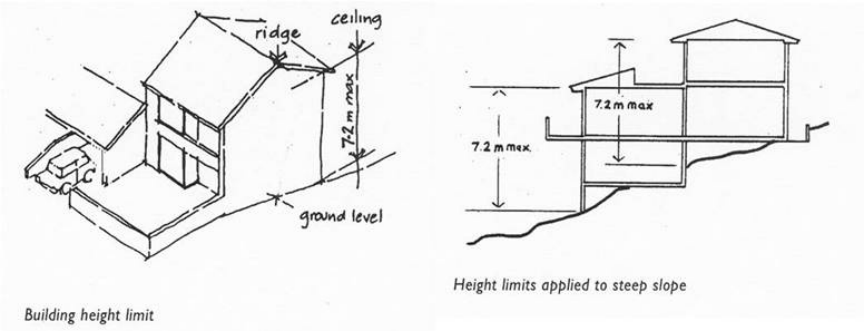 ceiling
ridge
7.2 m max
ground level
Building height limit
7.2 m max
7.2 m max
Height limits applied to steep slope